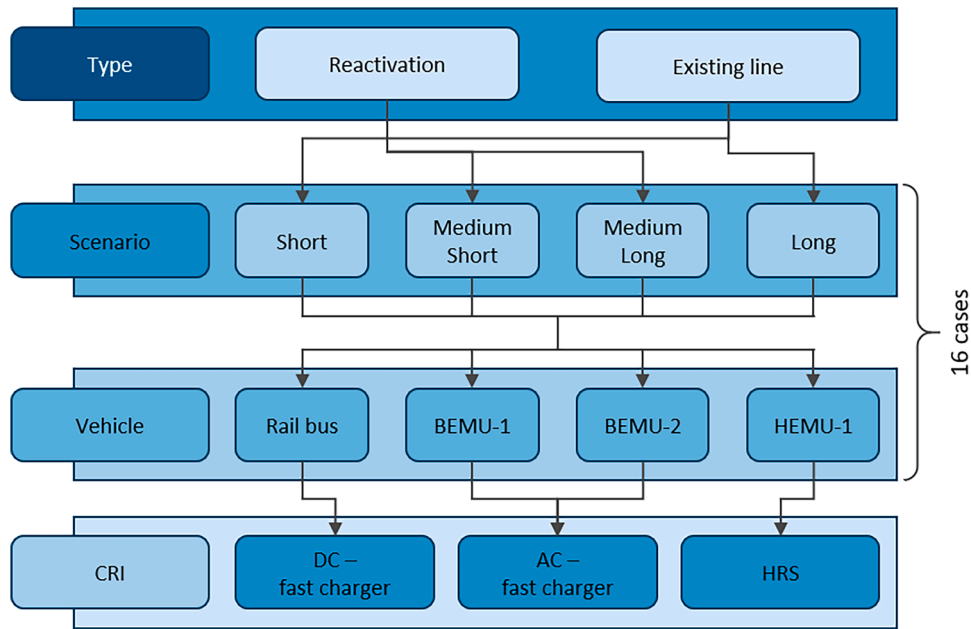 Type
Reactivation
Existing line
Scenario
Short
Medium
Short
Medium
Long
Long
16 cases
Vehicle
Rail bus
BEMU-1
BEMU-2
HEMU-1
CRI
DC –
fast charger
AC –
fast charger
HRS